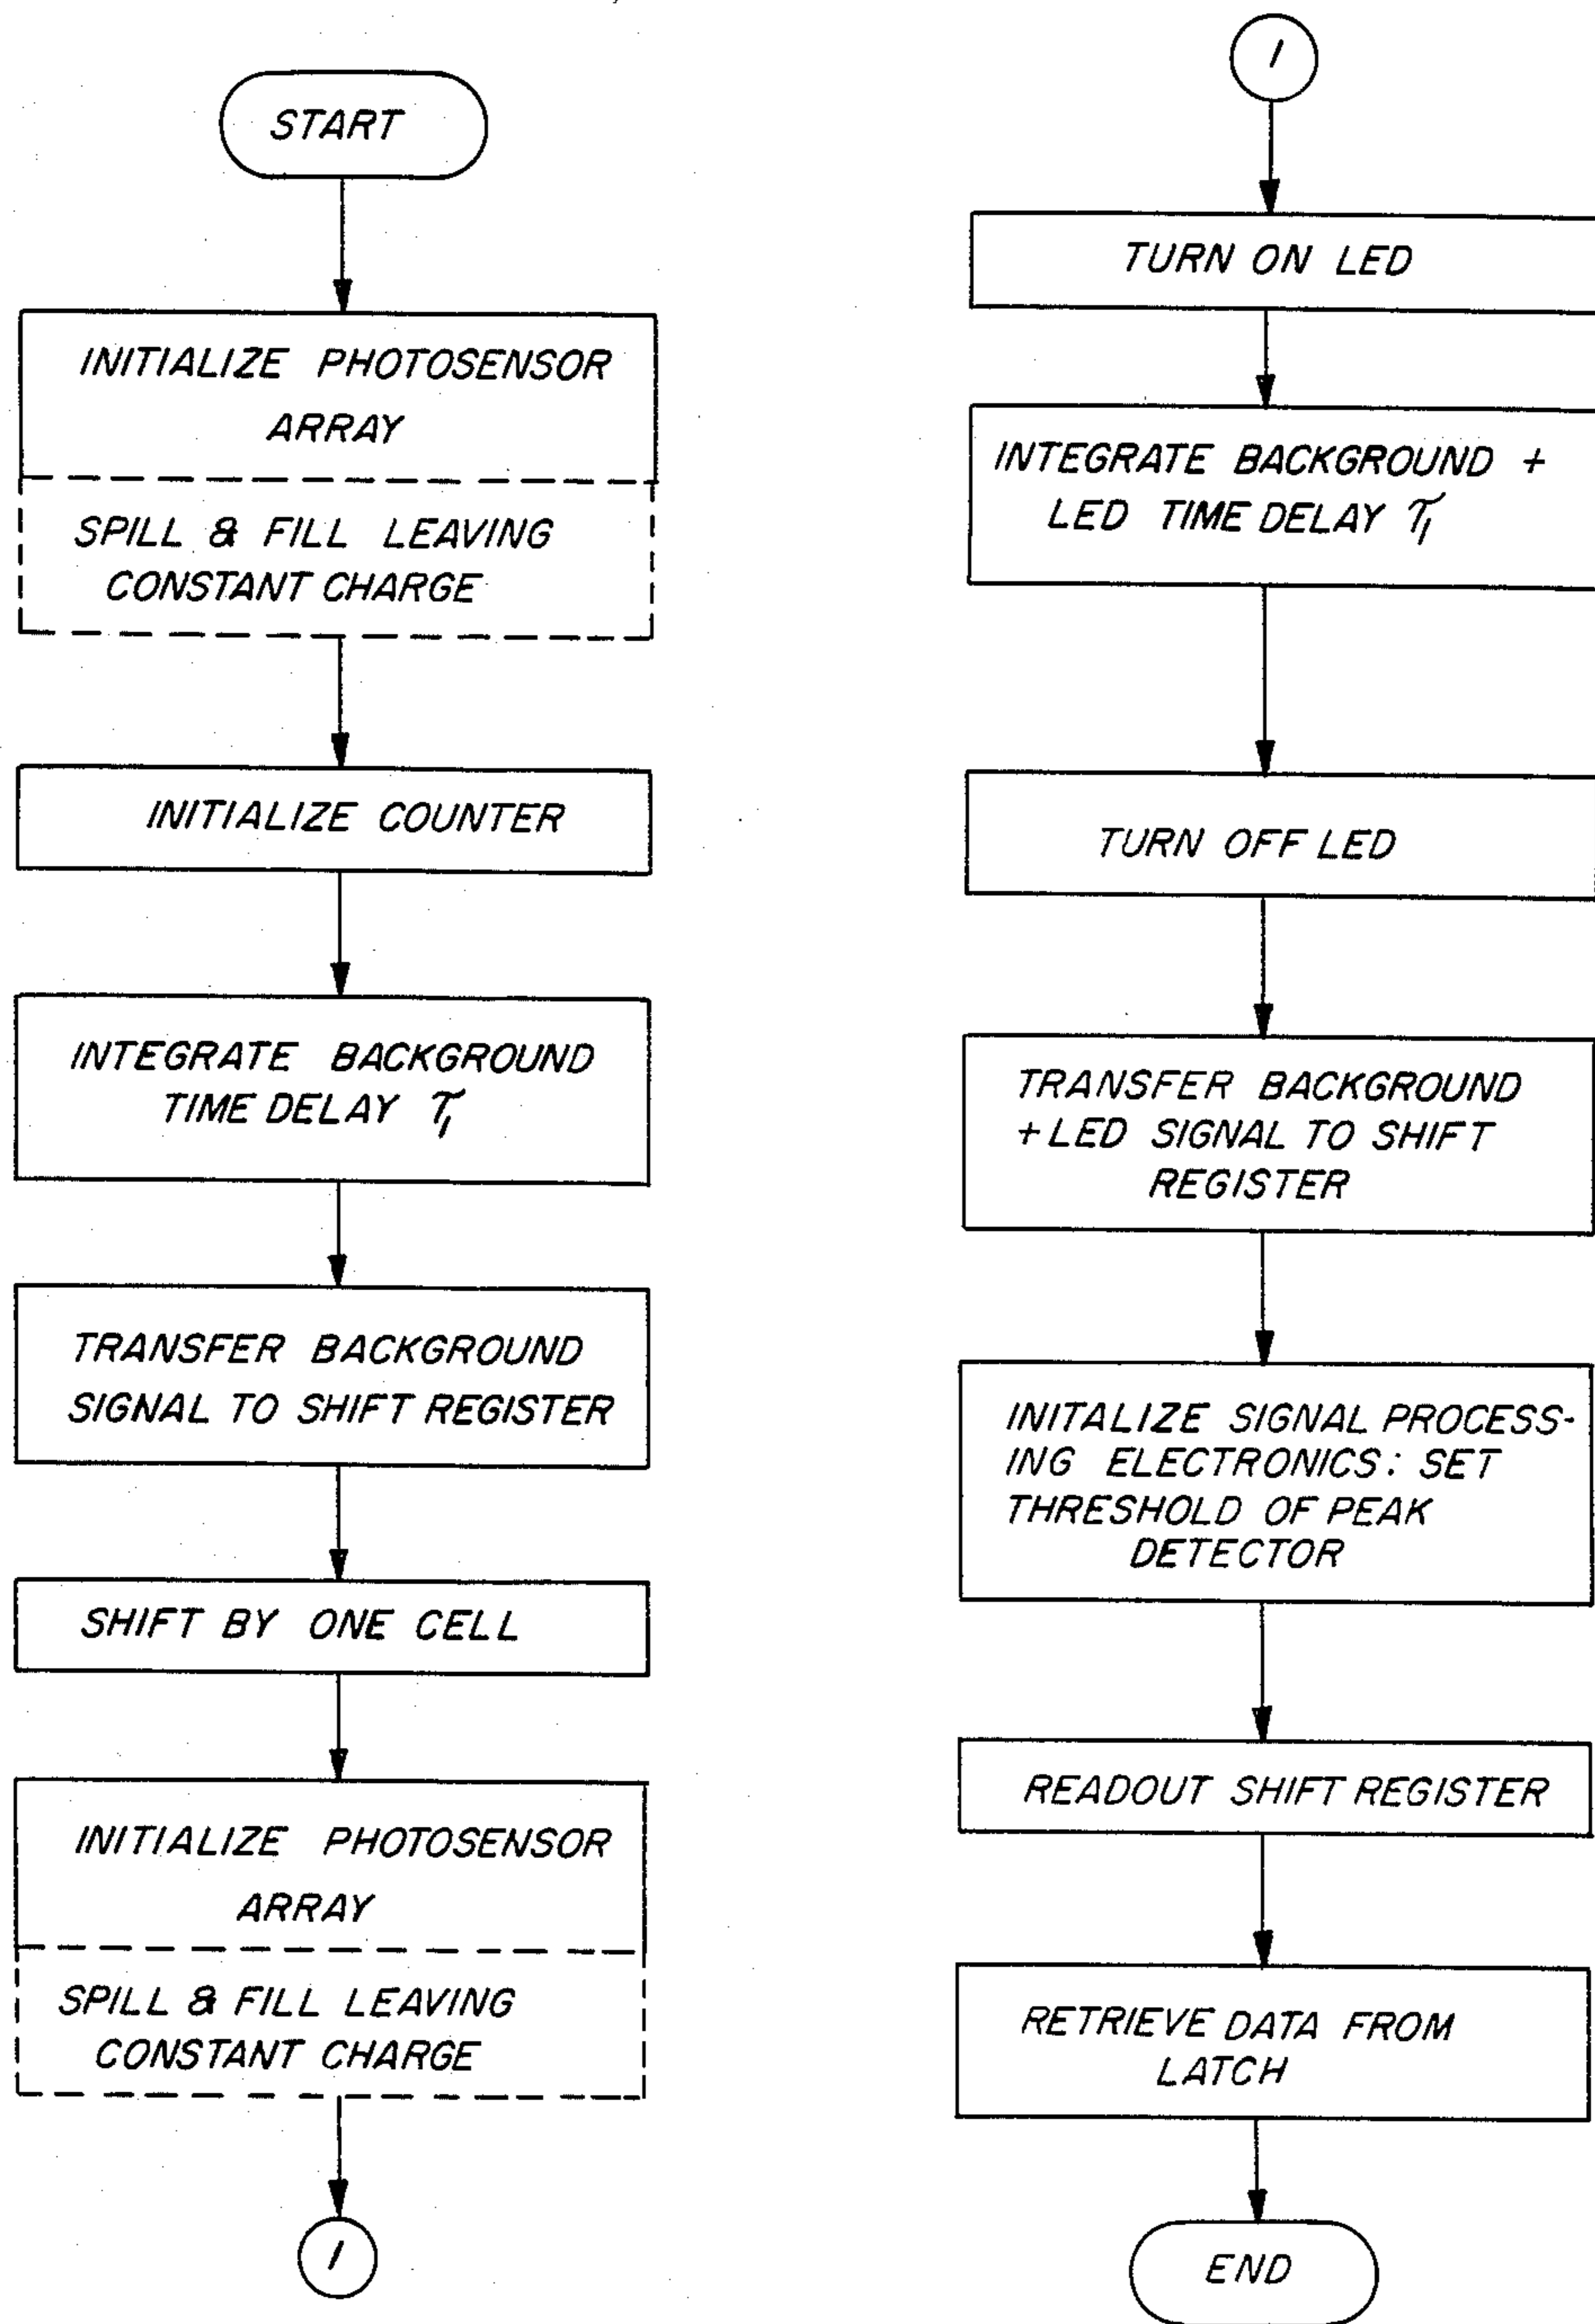 START
INITIALIZE PHOTOSENSOR
ARRAY
SPILL & FILL LEAVING
CONSTANT CHARGE
INITIALIZE COUNTER
INTEGRATE BACKGROUND
TIME DELAY τ₁
TRANSFER BACKGROUND
SIGNAL TO SHIFT REGISTER
SHIFT BY ONE CELL
INITIALIZE PHOTOSENSOR
ARRAY
SPILL & FILL LEAVING
CONSTANT CHARGE
1
1
TURN ON LED
INTEGRATE BACKGROUND +
LED TIME DELAY τ₁
TURN OFF LED
TRANSFER BACKGROUND
+ LED SIGNAL TO SHIFT
REGISTER
INITALIZE SIGNAL PROCESS-
ING ELECTRONICS: SET
THRESHOLD OF PEAK
DETECTOR
READOUT SHIFT REGISTER
RETRIEVE DATA FROM
LATCH
END